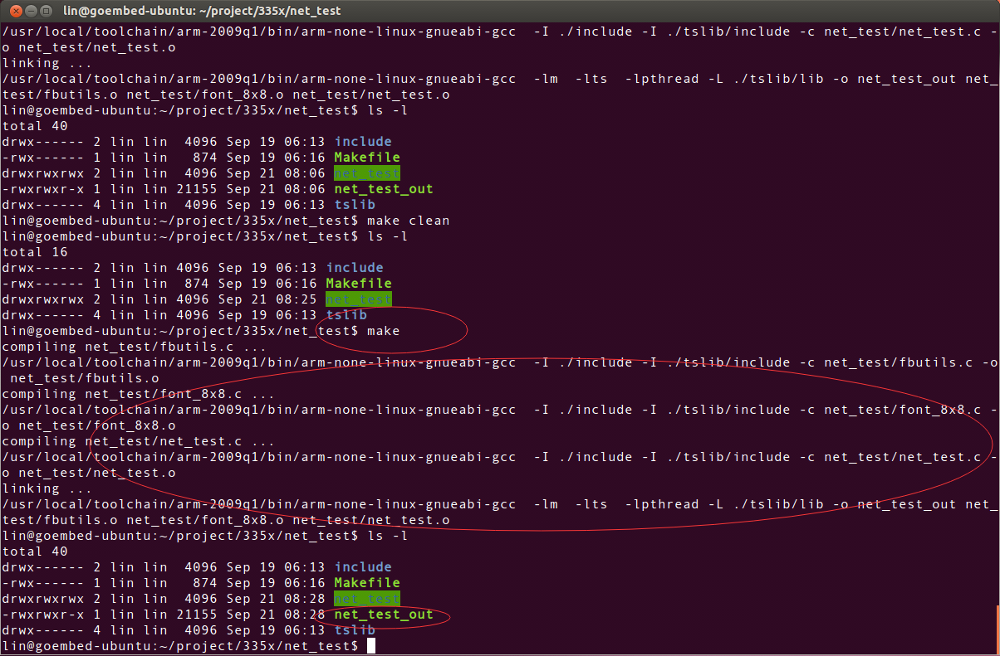 lin@goembed-ubuntu: ~/project/335x/net_test
/usr/local/toolchain/arm-2009q1/bin/arm-none-linux-gnueabi-gcc  -I ./include -I ./tslib/include -c net_test/net_test.c -
o net_test/net_test.o
linking ...
/usr/local/toolchain/arm-2009q1/bin/arm-none-linux-gnueabi-gcc  -lm  -lts  -lpthread -L ./tslib/lib -o net_test_out net_
test/fbutils.o net_test/font_8x8.o net_test/net_test.o
lin@goembed-ubuntu:~/project/335x/net_test$ ls -l
total 40
drwx------ 2 lin lin  4096 Sep 19 06:13 include
-rwx------ 1 lin lin   874 Sep 19 06:16 Makefile
drwxrwxrwx 2 lin lin  4096 Sep 21 08:06 net_test
-rwxrwxr-x 1 lin lin 21155 Sep 21 08:06 net_test_out
drwx------ 4 lin lin  4096 Sep 19 06:13 tslib
lin@goembed-ubuntu:~/project/335x/net_test$ make clean
lin@goembed-ubuntu:~/project/335x/net_test$ ls -l
total 16
drwx------ 2 lin lin 4096 Sep 19 06:13 include
-rwx------ 1 lin lin  874 Sep 19 06:16 Makefile
drwxrwxrwx 2 lin lin 4096 Sep 21 08:25 net_test
drwx------ 4 lin lin 4096 Sep 19 06:13 tslib
lin@goembed-ubuntu:~/project/335x/net_test$ make
compiling net_test/fbutils.c ...
/usr/local/toolchain/arm-2009q1/bin/arm-none-linux-gnueabi-gcc  -I ./include -I ./tslib/include -c net_test/fbutils.c -o
 net_test/fbutils.o
compiling net_test/font_8x8.c ...
/usr/local/toolchain/arm-2009q1/bin/arm-none-linux-gnueabi-gcc  -I ./include -I ./tslib/include -c net_test/font_8x8.c -
o net_test/font_8x8.o
compiling net_test/net_test.c ...
/usr/local/toolchain/arm-2009q1/bin/arm-none-linux-gnueabi-gcc  -I ./include -I ./tslib/include -c net_test/net_test.c -
o net_test/net_test.o
linking ...
/usr/local/toolchain/arm-2009q1/bin/arm-none-linux-gnueabi-gcc  -lm  -lts  -lpthread -L ./tslib/lib -o net_test_out net_
test/fbutils.o net_test/font_8x8.o net_test/net_test.o
lin@goembed-ubuntu:~/project/335x/net_test$ ls -l
total 40
drwx------ 2 lin lin  4096 Sep 19 06:13 include
-rwx------ 1 lin lin   874 Sep 19 06:16 Makefile
drwxrwxrwx 2 lin lin  4096 Sep 21 08:28 net_test
-rwxrwxr-x 1 lin lin 21155 Sep 21 08:28 net_test_out
drwx------ 4 lin lin  4096 Sep 19 06:13 tslib
lin@goembed-ubuntu:~/project/335x/net_test$